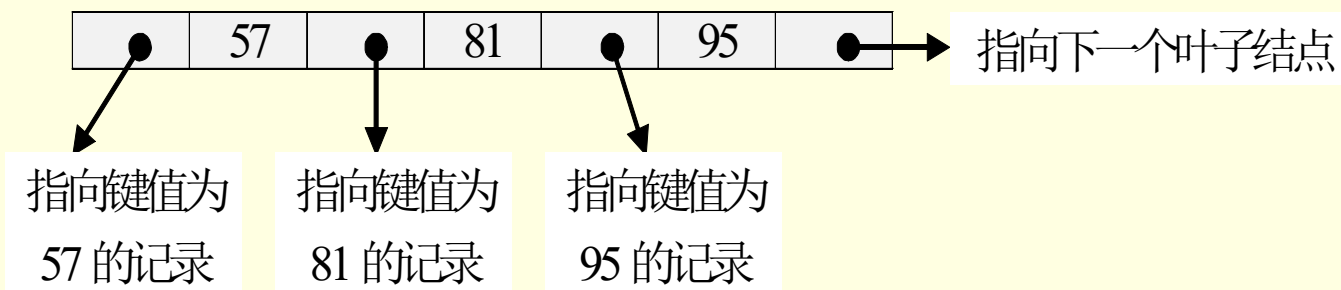 57 81 95
指向下一个叶子结点
指向键值为
57 的记录
指向键值为
81 的记录
指向键值为
95 的记录